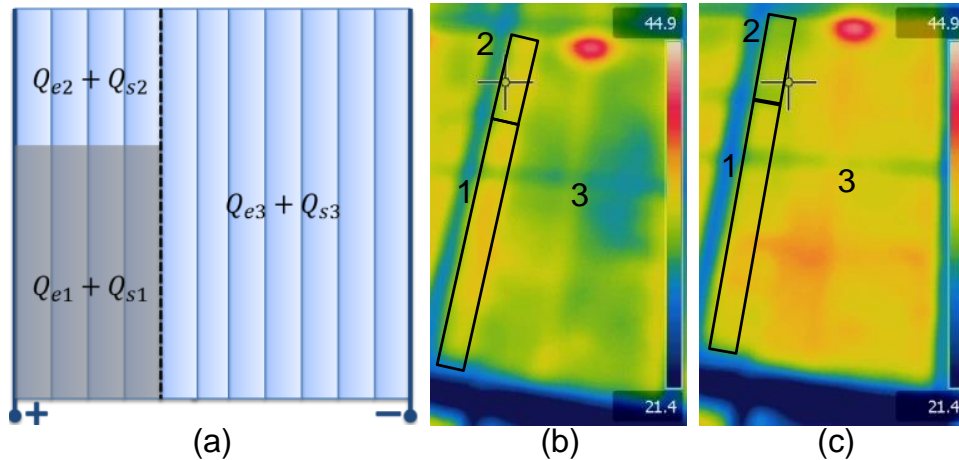 Q_{e2} + Q_{s2}
Q_{e3} + Q_{s3}
Q_{e1} + Q_{s1}
+ −
(a)
44.9
2
1
3
21.4
(b)
44.9
2
1
3
21.4
(c)